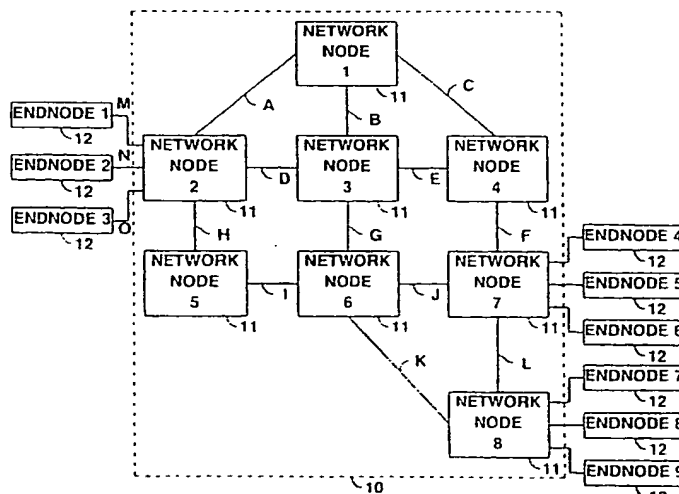 NETWORK
NODE
1
11
A
B
C
M
ENDNODE 1
12
N
ENDNODE 2
12
O
ENDNODE 3
12
NETWORK
NODE
2
11
D
NETWORK
NODE
3
11
E
NETWORK
NODE
4
11
H
G
F
NETWORK
NODE
5
11
I
NETWORK
NODE
6
11
J
NETWORK
NODE
7
11
ENDNODE 4
12
ENDNODE 5
12
ENDNODE 6
12
K
L
NETWORK
NODE
8
11
ENDNODE 7
12
ENDNODE 8
12
ENDNODE 9
12
10